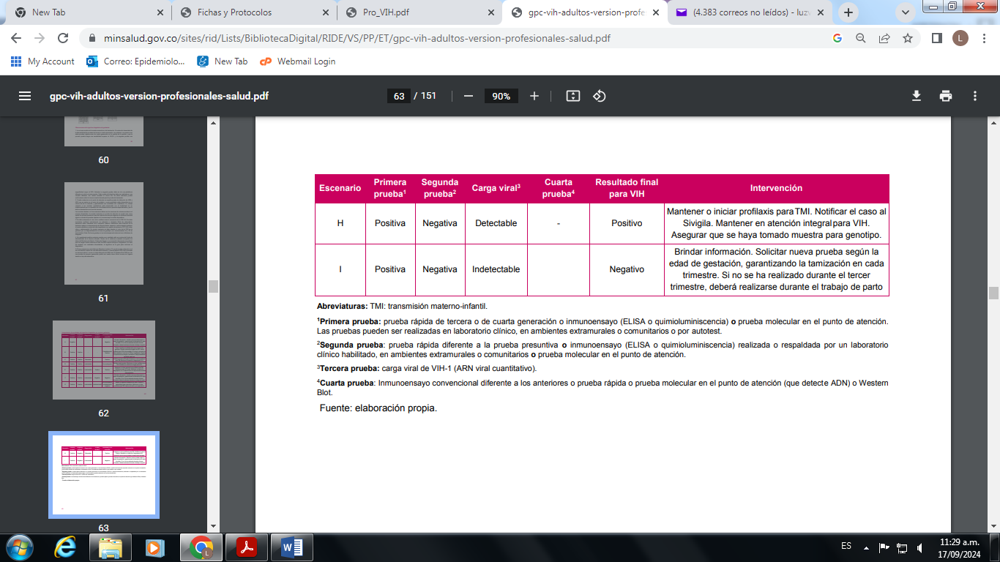 New Tab
Fichas y Protocolos
Pro_VIH.pdf
gpc-vih-adultos-version-profe
(4.383 correos no leídos) - luzv
minsalud.gov.co/sites/rid/Lists/BibliotecaDigital/RIDE/VS/PP/ET/gpc-vih-adultos-version-profesionales-salud.pdf
L
My Account
Correo: Epidemiolo...
New Tab
Webmail Login
gpc-vih-adultos-version-profesionales-salud.pdf
63 / 151
90%
60
61
62
63
Escenario
Primera prueba¹
Segunda prueba²
Carga viral³
Cuarta prueba⁴
Resultado final para VIH
Intervención
H
Positiva
Negativa
Detectable
-
Positivo
Mantener o iniciar profilaxis para TMI. Notificar el caso al
Sivigila. Mantener en atención integral para VIH.
Asegurar que se haya tomado muestra para genotipo.
I
Positiva
Negativa
Indetectable
Negativo
Brindar información. Solicitar nueva prueba según la
edad de gestación, garantizando la tamización en cada
trimestre. Si no se ha realizado durante el tercer
trimestre, deberá realizarse durante el trabajo de parto
Abreviaturas: TMI: transmisión materno-infantil.
¹Primera prueba: prueba rápida de tercera o de cuarta generación o inmunoensayo (ELISA o quimioluminiscencia) o prueba molecular en el punto de atención.
Las pruebas pueden ser realizadas en laboratorio clínico, en ambientes extramurales o comunitarios o por autotest.
²Segunda prueba: prueba rápida diferente a la prueba presuntiva o inmunoensayo (ELISA o quimioluminiscencia) realizada o respaldada por un laboratorio
clínico habilitado, en ambientes extramurales o comunitarios o prueba molecular en el punto de atención.
³Tercera prueba: carga viral de VIH-1 (ARN viral cuantitativo).
⁴Cuarta prueba: Inmunoensayo convencional diferente a los anteriores o prueba rápida o prueba molecular en el punto de atención (que detecte ADN) o Western
Blot.
Fuente: elaboración propia.
ES
11:29 a.m.
17/09/2024